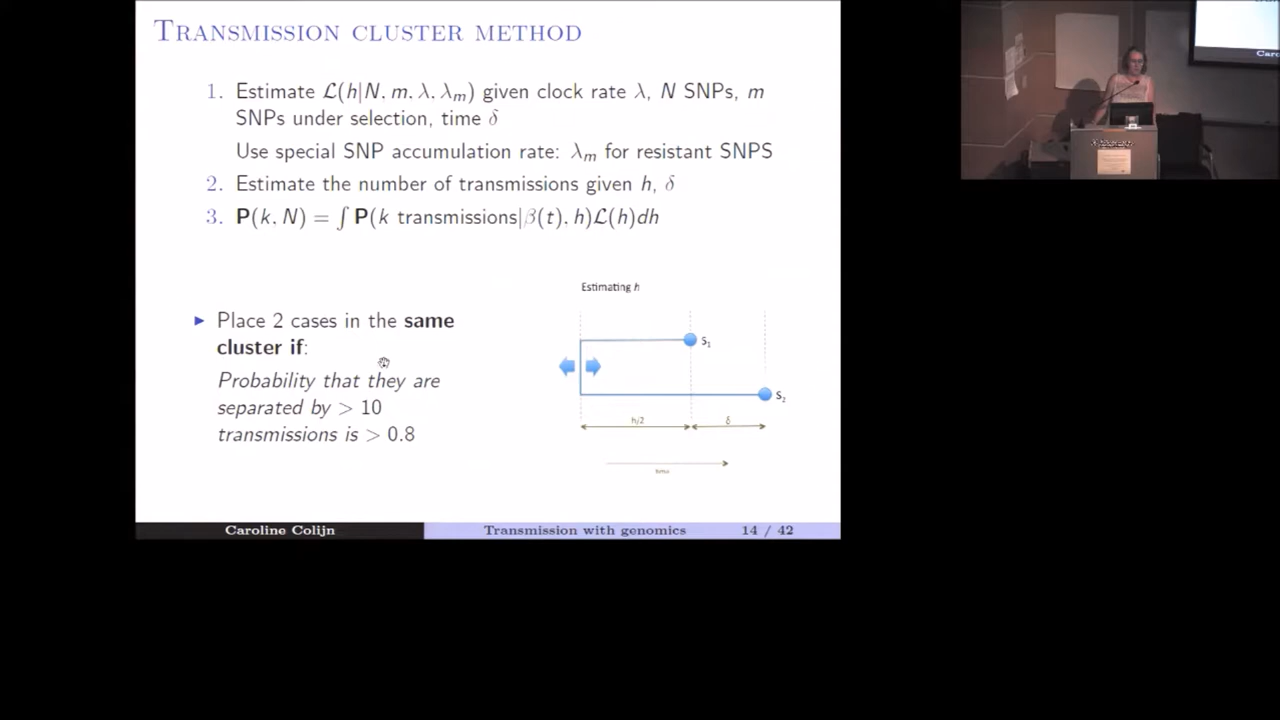 Transmission cluster method
1. Estimate ℒ(h|N, m, λ, λₘ) given clock rate λ, N SNPs, m
SNPs under selection, time δ
Use special SNP accumulation rate: λₘ for resistant SNPS
2. Estimate the number of transmissions given h, δ
3. P(k, N) = ∫ P(k transmissions|β(t), h)ℒ(h)dh
▶ Place 2 cases in the same
cluster if:
Probability that they are
separated by > 10
transmissions is > 0.8
Estimating h
S₁
S₂
h/2
δ
time
Caroline Colijn Transmission with genomics 14 / 42